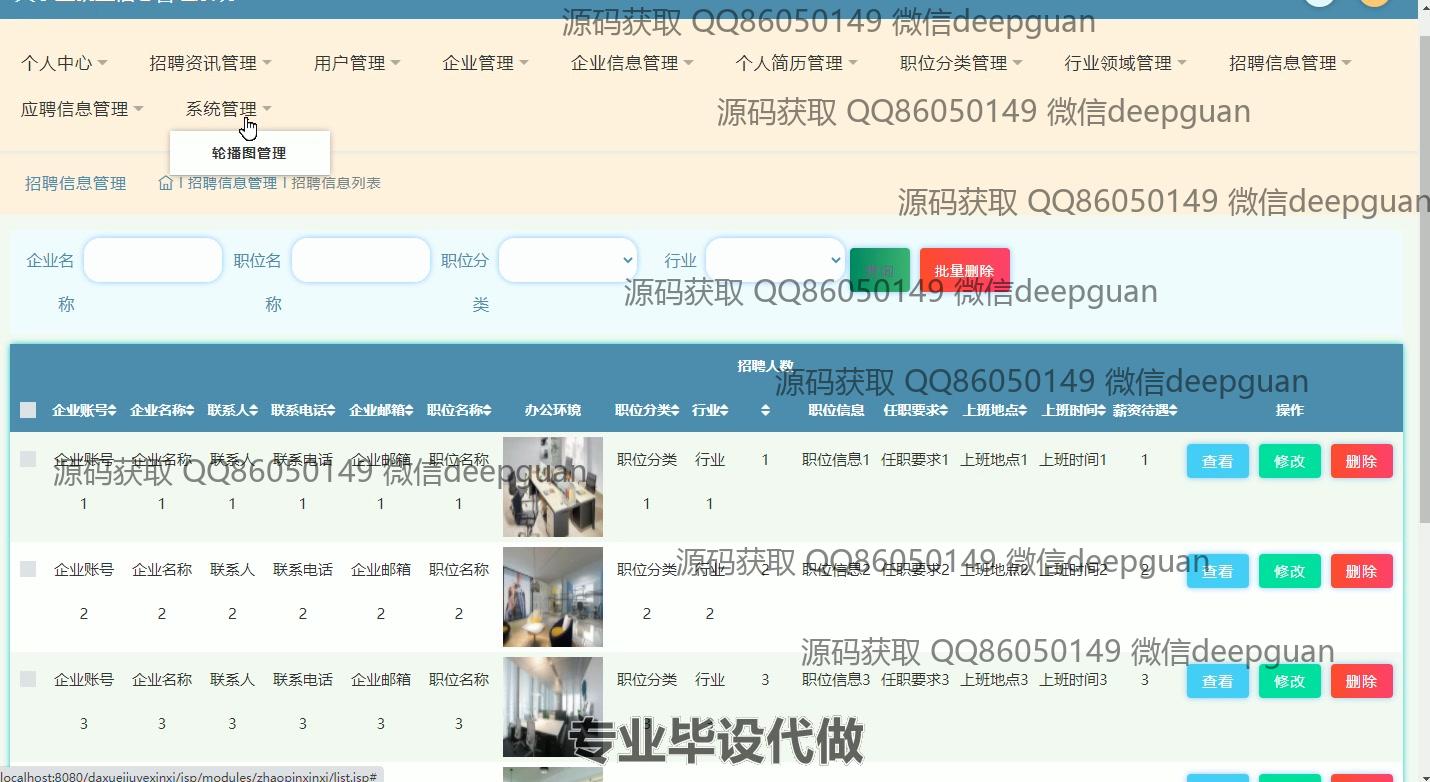 源码获取 QQ86050149 微信deepguan
个人中心 招聘资讯管理 用户管理 企业管理 企业信息管理 个人简历管理 职位分类管理 行业领域管理 招聘信息管理
应聘信息管理 系统管理
源码获取 QQ86050149 微信deepguan
轮播图管理
招聘信息管理 招聘信息管理 招聘信息列表
源码获取 QQ86050149 微信deepguan
企业名称 职位名称 职位分类 行业 查询 批量删除
源码获取 QQ86050149 微信deepguan
企业账号 企业名称 联系人 联系电话 企业邮箱 职位名称 办公环境 职位分类 行业 招聘人数 职位信息 任职要求 上班地点 上班时间 薪资待遇 操作
源码获取 QQ86050149 微信deepguan
企业账号1 企业名称1 联系人1 联系电话1 企业邮箱1 职位名称1 职位分类1 行业1 1 职位信息1 任职要求1 上班地点1 上班时间1 1 查看 修改 删除
源码获取 QQ86050149 微信deepguan
企业账号2 企业名称2 联系人2 联系电话2 企业邮箱2 职位名称2 职位分类2 行业2 2 职位信息2 任职要求2 上班地点2 上班时间2 2 查看 修改 删除
源码获取 QQ86050149 微信deepguan
企业账号3 企业名称3 联系人3 联系电话3 企业邮箱3 职位名称3 职位分类3 行业3 3 职位信息3 任职要求3 上班地点3 上班时间3 3 查看 修改 删除
源码获取 QQ86050149 微信deepguan
专业毕设代做
localhost:8080/daxuejiuyexinxi/jsp/modules/zhaopinxinxi/list.jsp#